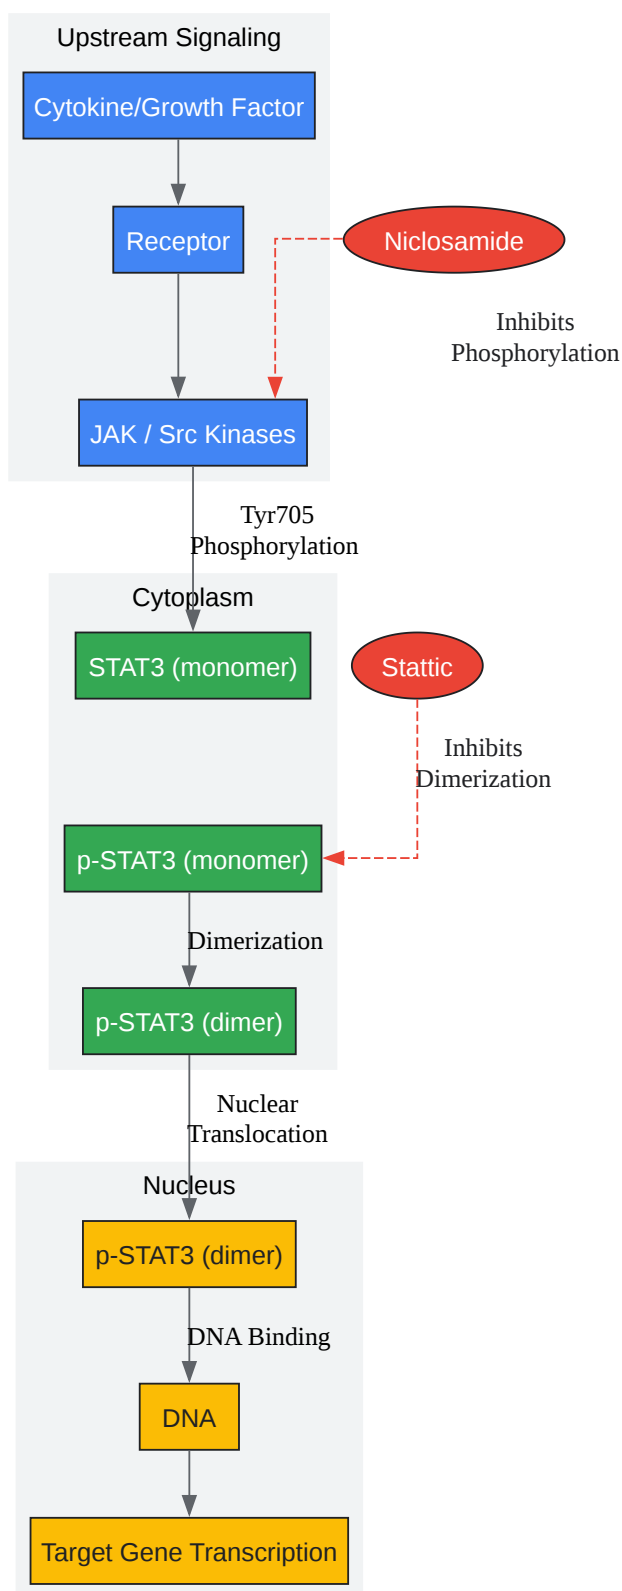 Upstream Signaling
Cytokine/Growth Factor
Receptor
Niclosamide
Inhibits
Phosphorylation
JAK / Src Kinases
Tyr705
Phosphorylation
Cytoplasm
STAT3 (monomer)
Stattic
Inhibits
Dimerization
p-STAT3 (monomer)
Dimerization
p-STAT3 (dimer)
Nuclear
Translocation
Nucleus
p-STAT3 (dimer)
DNA Binding
DNA
Target Gene Transcription